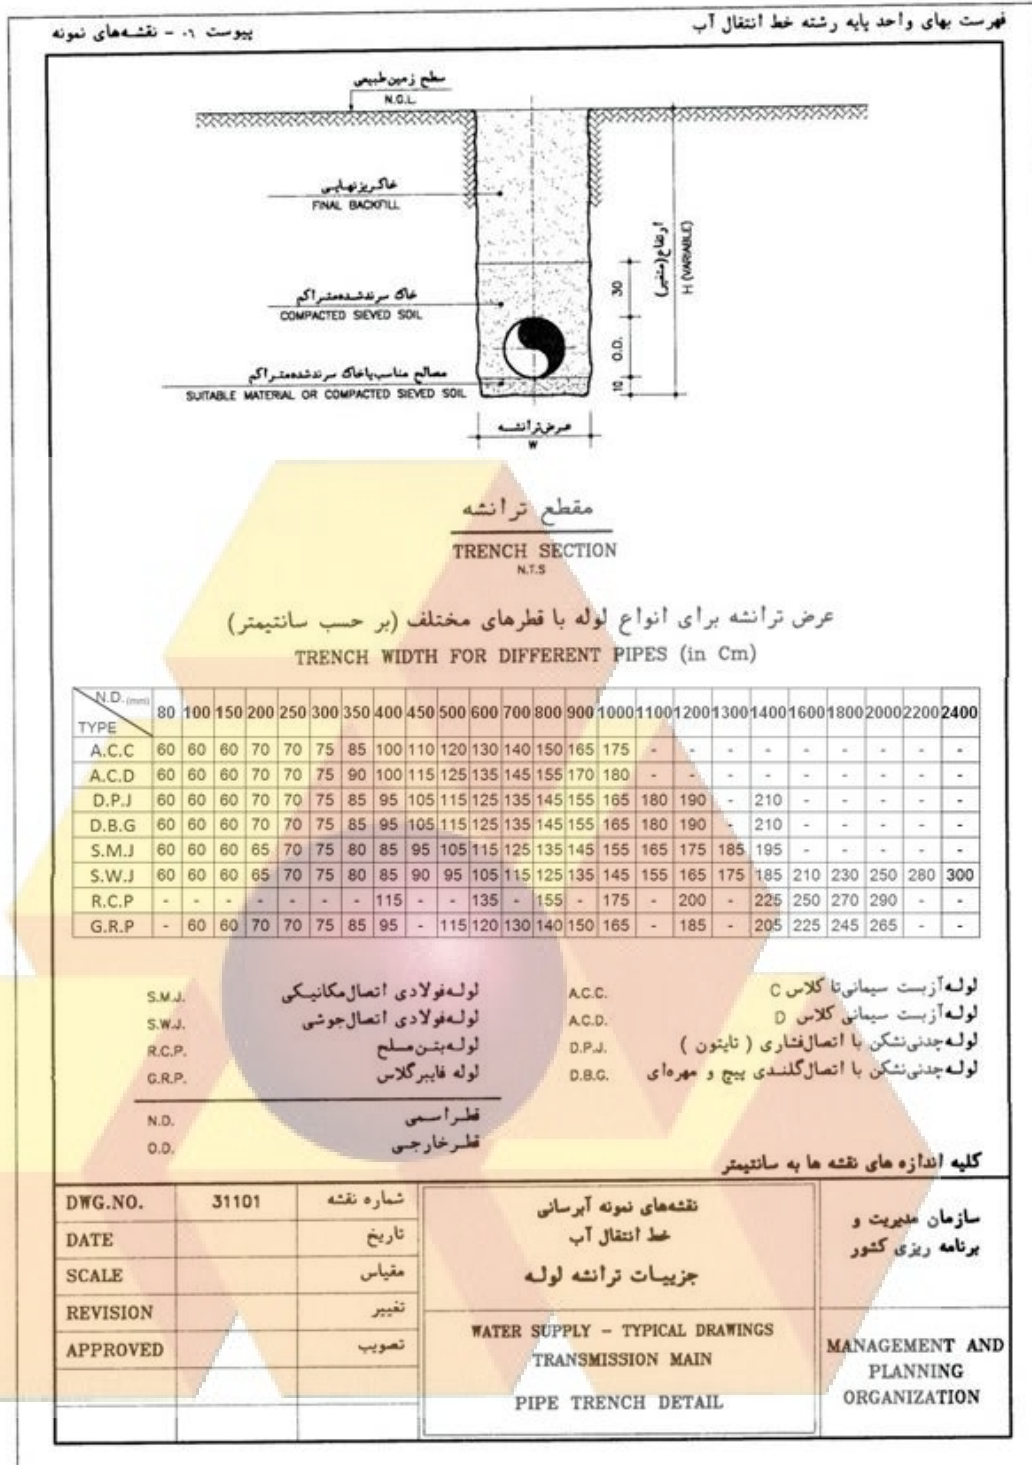 فهرست بهای واحد پایه رشته خط انتقال آب
پیوست ۰۶ - نقشه‌های نمونه
سطح زمین طبیعی
N.G.L.
خاکریز نهایی
FINAL BACKFILL
خاک سرند شده متراکم
COMPACTED SIEVED SOIL
مصالح مناسب یا خاک سرند شده متراکم
SUITABLE MATERIAL OR COMPACTED SIEVED SOIL
30
O.D.
10
ارتفاع (متغیر)
H (VARIABLE)
عرض ترانشه
W
مقطع ترانشه
TRENCH SECTION
N.T.S
عرض ترانشه برای انواع لوله با قطرهای مختلف (بر حسب سانتیمتر)
TRENCH WIDTH FOR DIFFERENT PIPES (in Cm)
N.D. (mm) TYPE 80 100 150 200 250 300 350 400 450 500 600 700 800 900 1000 1100 1200 1300 1400 1600 1800 2000 2200 2400
A.C.C 60 60 60 70 70 75 85 100 110 120 130 140 150 165 175 - - - - - - - - -
A.C.D 60 60 60 70 70 75 90 100 115 125 135 145 155 170 180 - - - - - - - - -
D.P.J 60 60 60 70 70 75 85 95 105 115 125 135 145 155 165 180 190 - 210 - - - - -
D.B.G 60 60 60 70 70 75 85 95 105 115 125 135 145 155 165 180 190 - 210 - - - - -
S.M.J 60 60 60 65 70 75 80 85 95 105 115 125 135 145 155 165 175 185 195 - - - - -
S.W.J 60 60 60 65 70 75 80 85 90 95 105 115 125 135 145 155 165 175 185 210 230 250 280 300
R.C.P - - - - - - - 115 - - 135 - 155 - 175 - 200 - 225 250 270 290 - -
G.R.P - 60 60 70 70 75 85 95 - 115 120 130 140 150 165 - 185 - 205 225 245 265 - -
لوله آزبست سیمانی تا کلاس C A.C.C.
لوله آزبست سیمانی کلاس D A.C.D.
لوله چدنی نشکن با اتصال فشاری ( تایتون ) D.P.J.
لوله چدنی نشکن با اتصال گلندی پیچ و مهره‌ای D.B.G.
لوله فولادی اتصال مکانیکی S.M.J.
لوله فولادی اتصال جوشی S.W.J.
لوله بتن مسلح R.C.P.
لوله فایبرگلاس G.R.P.
قطر اسمی N.D.
قطر خارجی O.D.
کلیه اندازه های نقشه ها به سانتیمتر
سازمان مدیریت و
برنامه ریزی کشور
MANAGEMENT AND
PLANNING
ORGANIZATION
نقشه‌های نمونه آبرسانی
خط انتقال آب
جزییات ترانشه لوله
WATER SUPPLY - TYPICAL DRAWINGS
TRANSMISSION MAIN
PIPE TRENCH DETAIL
DWG.NO. 31101 شماره نقشه
DATE تاریخ
SCALE مقیاس
REVISION تغییر
APPROVED تصویب